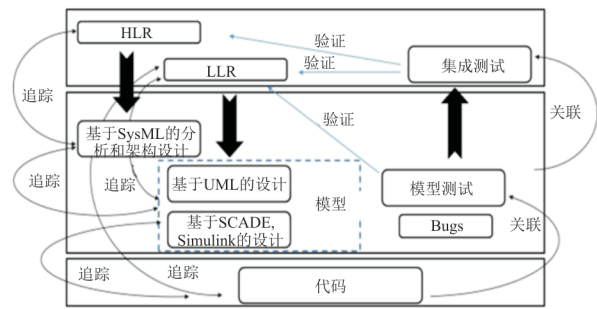 HLR
验证
集成测试
LLR
验证
追踪
关联
验证
基于SysML的分
析和架构设计
追踪
追踪
基于UML的设计
模型
模型测试
基于SCADE,
Simulink的设计
Bugs
关联
追踪
追踪
代码